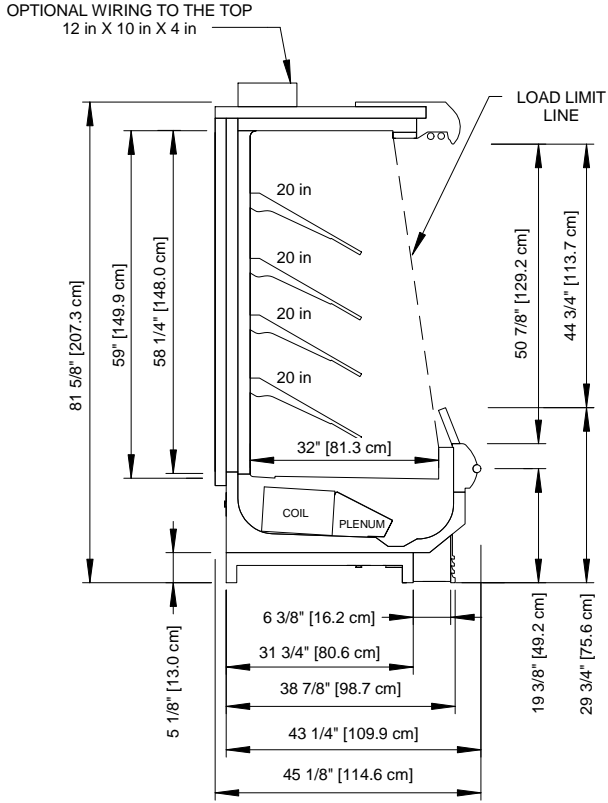 OPTIONAL WIRING TO THE TOP
12 in X 10 in X 4 in
LOAD LIMIT
LINE
20 in
20 in
20 in
20 in
81 5/8" [207.3 cm]
59" [149.9 cm]
58 1/4" [148.0 cm]
50 7/8" [129.2 cm]
44 3/4" [113.7 cm]
32" [81.3 cm]
COIL
PLENUM
5 1/8" [13.0 cm]
19 3/8" [49.2 cm]
29 3/4" [75.6 cm]
6 3/8" [16.2 cm]
31 3/4" [80.6 cm]
38 7/8" [98.7 cm]
43 1/4" [109.9 cm]
45 1/8" [114.6 cm]